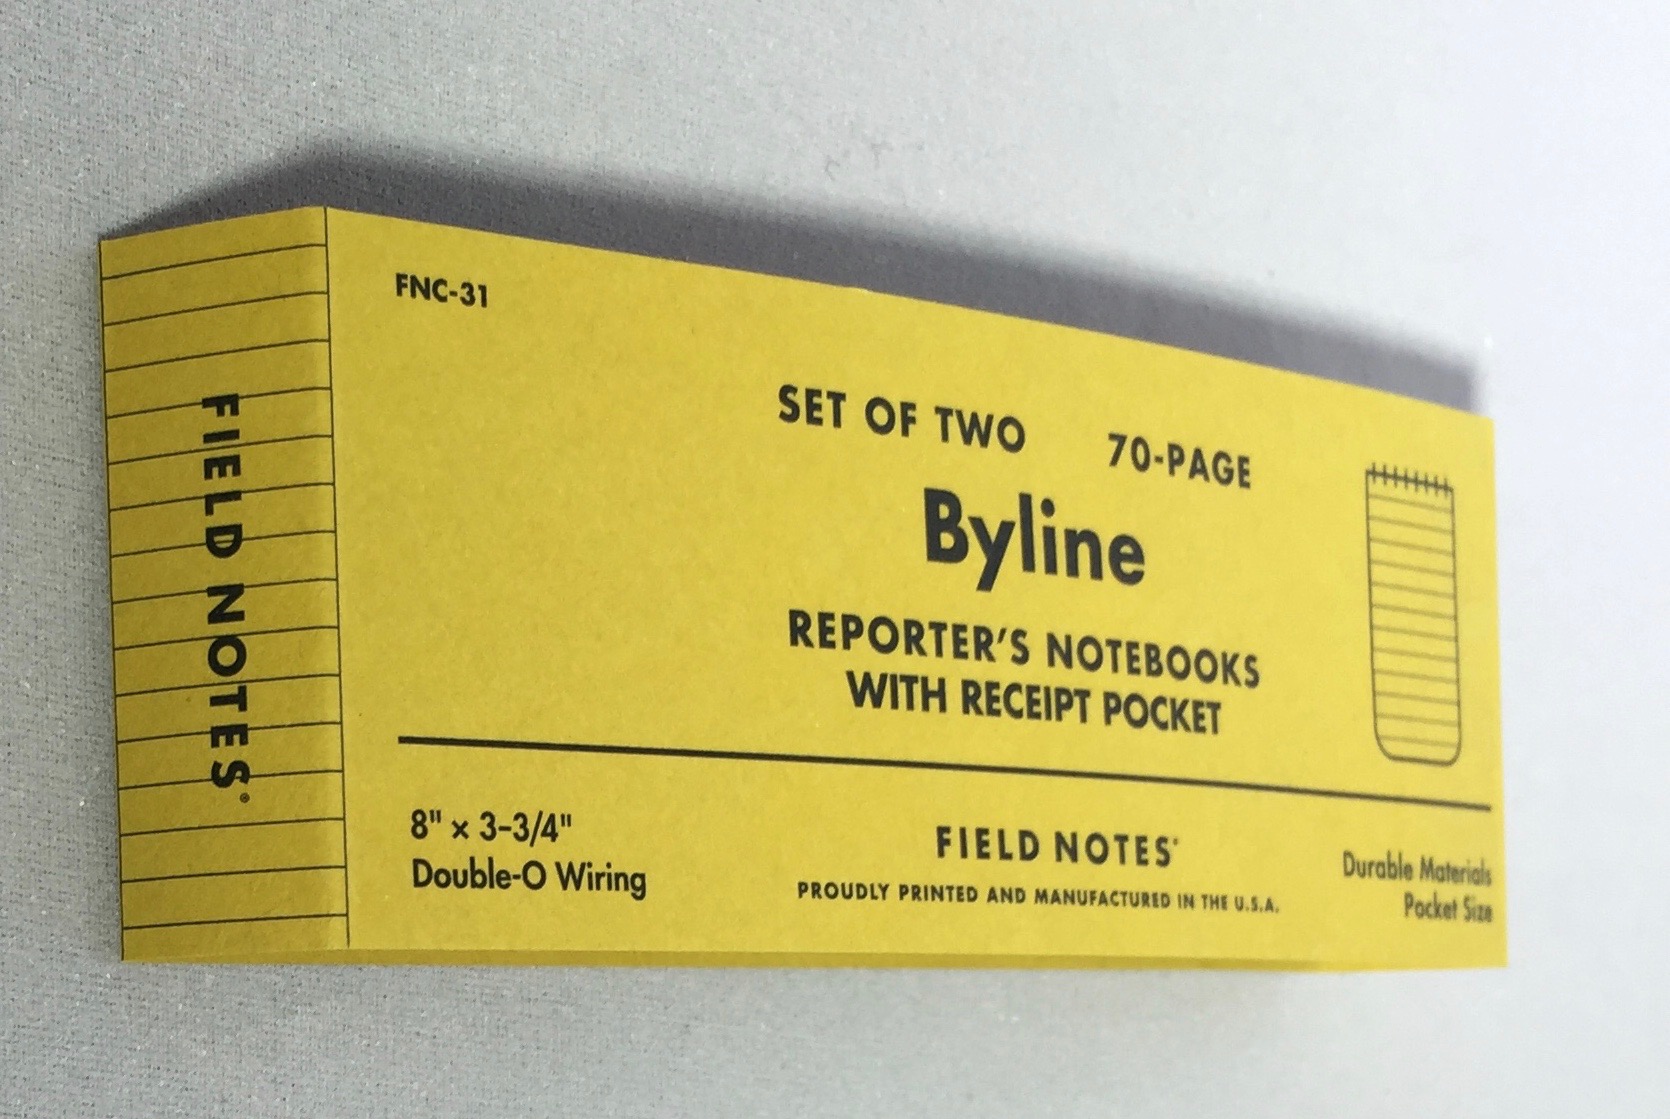 FIELD NOTES®
FNC-31
SET OF TWO 70-PAGE
Byline
REPORTER'S NOTEBOOKS
WITH RECEIPT POCKET
8" × 3-3/4"
Double-O Wiring
FIELD NOTES®
PROUDLY PRINTED AND MANUFACTURED IN THE U.S.A.
Durable Materials
Pocket Size